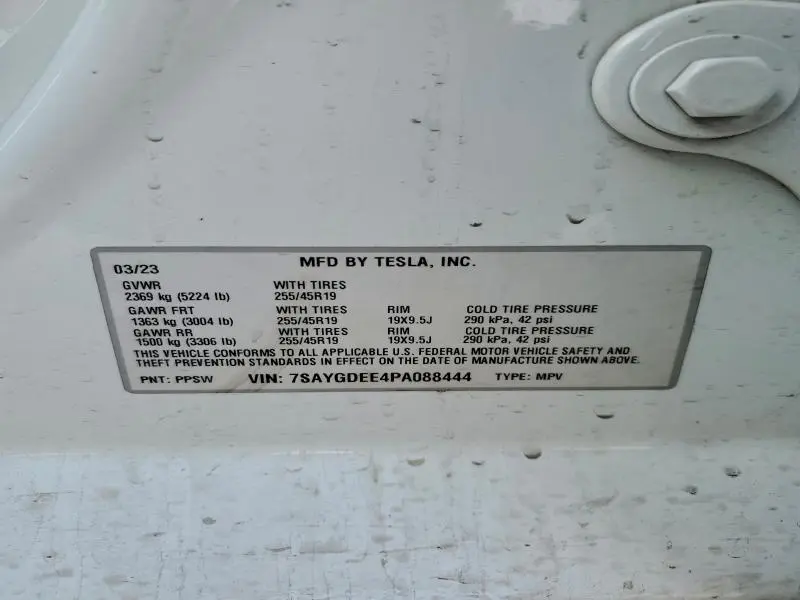 03/23 MFD BY TESLA, INC.
GVWR WITH TIRES
2369 kg (5224 lb) 255/45R19
GAWR FRT WITH TIRES RIM COLD TIRE PRESSURE
1363 kg (3004 lb) 255/45R19 19X9.5J 290 kPa, 42 psi
GAWR RR WITH TIRES RIM COLD TIRE PRESSURE
1500 kg (3306 lb) 255/45R19 19X9.5J 290 kPa, 42 psi
THIS VEHICLE CONFORMS TO ALL APPLICABLE U.S. FEDERAL MOTOR VEHICLE SAFETY AND
THEFT PREVENTION STANDARDS IN EFFECT ON THE DATE OF MANUFACTURE SHOWN ABOVE.
PNT: PPSW VIN: 7SAYGDEE4PA088444 TYPE: MPV